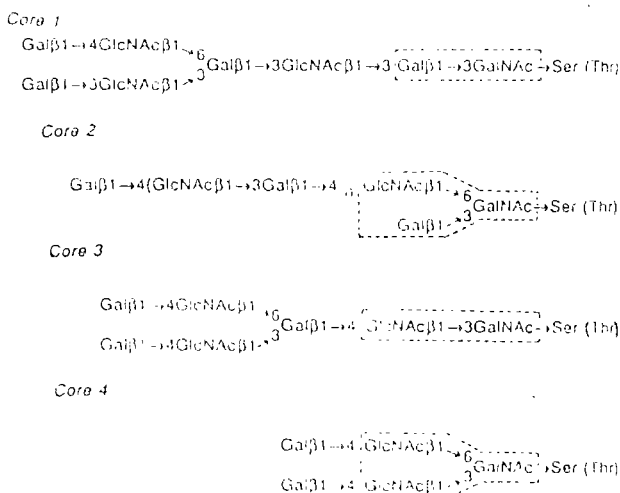 Core 1
Galβ1→4GlcNAcβ1
6
Galβ1→3GlcNAcβ1→3 Galβ1→3GalNAc→Ser (Thr)
3
Galβ1→3GlcNAcβ1
Core 2
Galβ1→4(GlcNAcβ1→3Galβ1→4 GlcNAcβ1
6
GalNAc→Ser (Thr)
3
Galβ1
Core 3
Galβ1→4GlcNAcβ1
6
Galβ1→4 GlcNAcβ1→3GalNAc→Ser (Thr)
3
Galβ1→4GlcNAcβ1
Core 4
Galβ1→4 GlcNAcβ1
6
GalNAc→Ser (Thr)
3
Galβ1→4 GlcNAcβ1